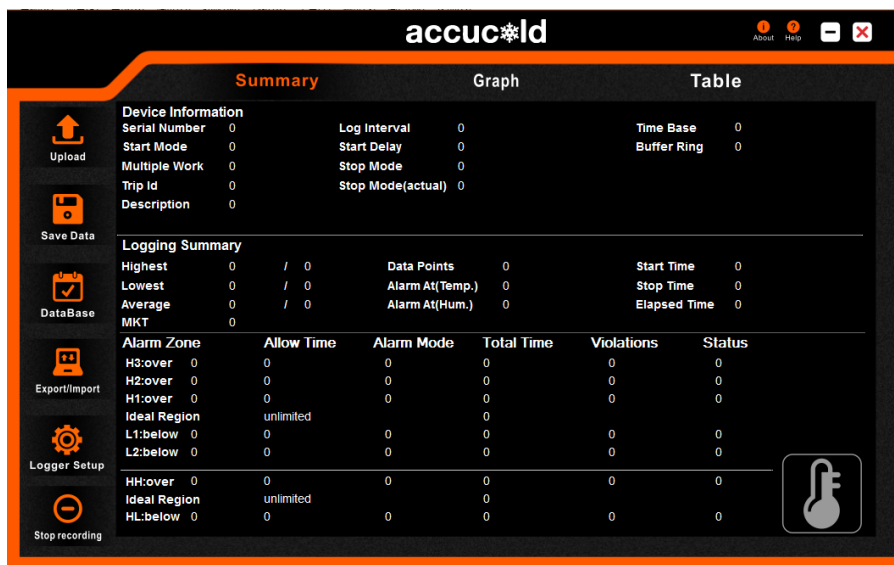 accucold
About
Help
Summary Graph Table
Upload
Save Data
DataBase
Export/Import
Logger Setup
Stop recording
Device Information
Serial Number 0 Log Interval 0 Time Base 0
Start Mode 0 Start Delay 0 Buffer Ring 0
Multiple Work 0 Stop Mode 0
Trip Id 0 Stop Mode(actual) 0
Description 0
Logging Summary
Highest 0 / 0 Data Points 0 Start Time 0
Lowest 0 / 0 Alarm At(Temp.) 0 Stop Time 0
Average 0 / 0 Alarm At(Hum.) 0 Elapsed Time 0
MKT 0
Alarm Zone Allow Time Alarm Mode Total Time Violations Status
H3:over 0 0 0 0 0 0
H2:over 0 0 0 0 0 0
H1:over 0 0 0 0 0 0
Ideal Region unlimited 0
L1:below 0 0 0 0 0 0
L2:below 0 0 0 0 0 0
HH:over 0 0 0 0 0 0
Ideal Region unlimited 0
HL:below 0 0 0 0 0 0